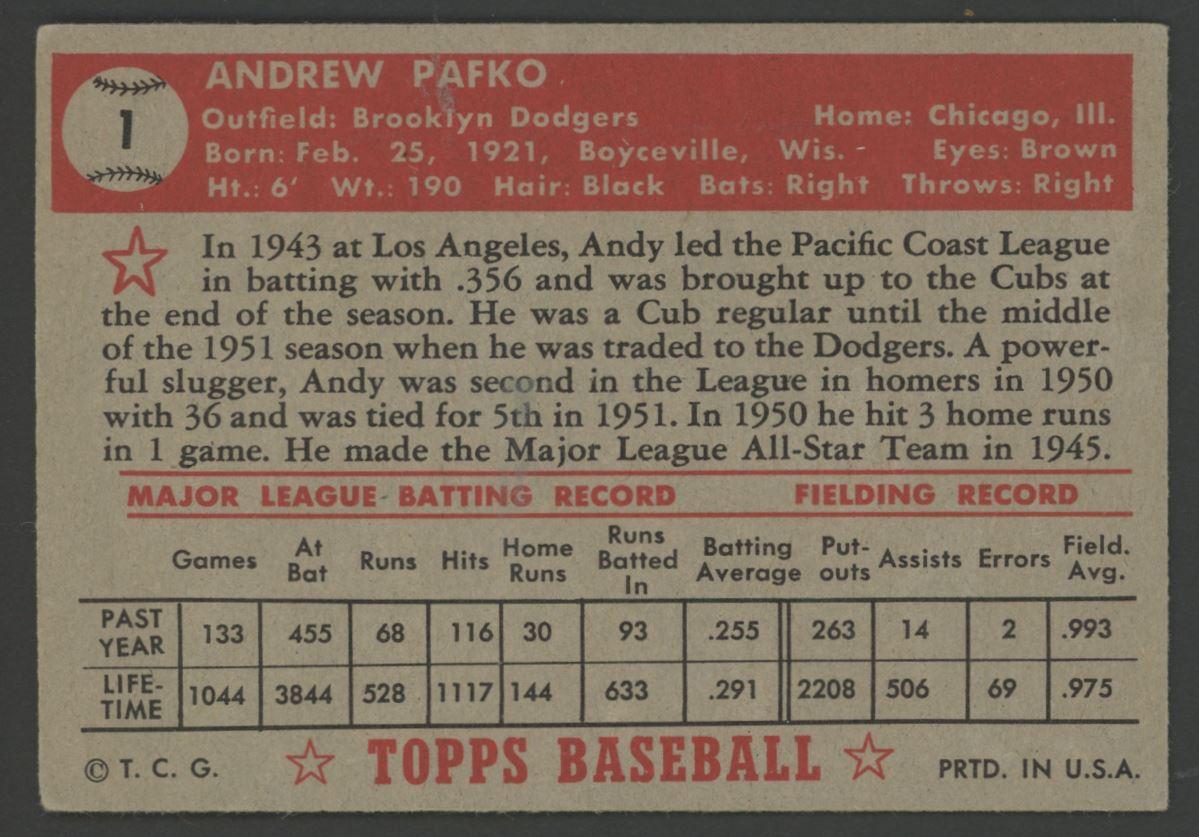 1
ANDREW PAFKO
Outfield: Brooklyn Dodgers Home: Chicago, Ill.
Born: Feb. 25, 1921, Boyceville, Wis. Eyes: Brown
Ht.: 6' Wt.: 190 Hair: Black Bats: Right Throws: Right
In 1943 at Los Angeles, Andy led the Pacific Coast League
in batting with .356 and was brought up to the Cubs at
the end of the season. He was a Cub regular until the middle
of the 1951 season when he was traded to the Dodgers. A power-
ful slugger, Andy was second in the League in homers in 1950
with 36 and was tied for 5th in 1951. In 1950 he hit 3 home runs
in 1 game. He made the Major League All-Star Team in 1945.
MAJOR LEAGUE BATTING RECORD FIELDING RECORD
Games At Bat Runs Hits Home Runs Runs Batted In Batting Average Put-outs Assists Errors Field. Avg.
PAST YEAR 133 455 68 116 30 93 .255 263 14 2 .993
LIFE-TIME 1044 3844 528 1117 144 633 .291 2208 506 69 .975
© T. C. G. TOPPS BASEBALL PRTD. IN U.S.A.